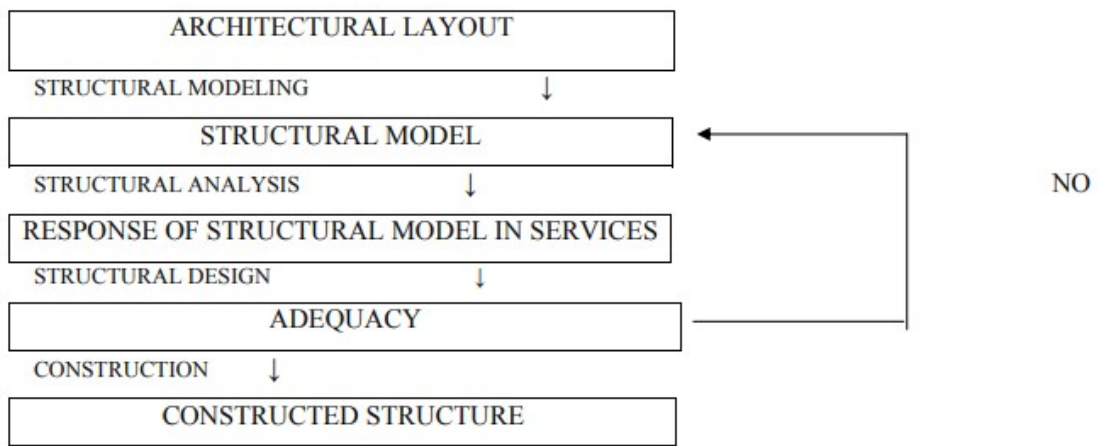 ARCHITECTURAL LAYOUT
STRUCTURAL MODELING ↓
STRUCTURAL MODEL
STRUCTURAL ANALYSIS ↓
NO
RESPONSE OF STRUCTURAL MODEL IN SERVICES
STRUCTURAL DESIGN ↓
ADEQUACY
CONSTRUCTION ↓
CONSTRUCTED STRUCTURE